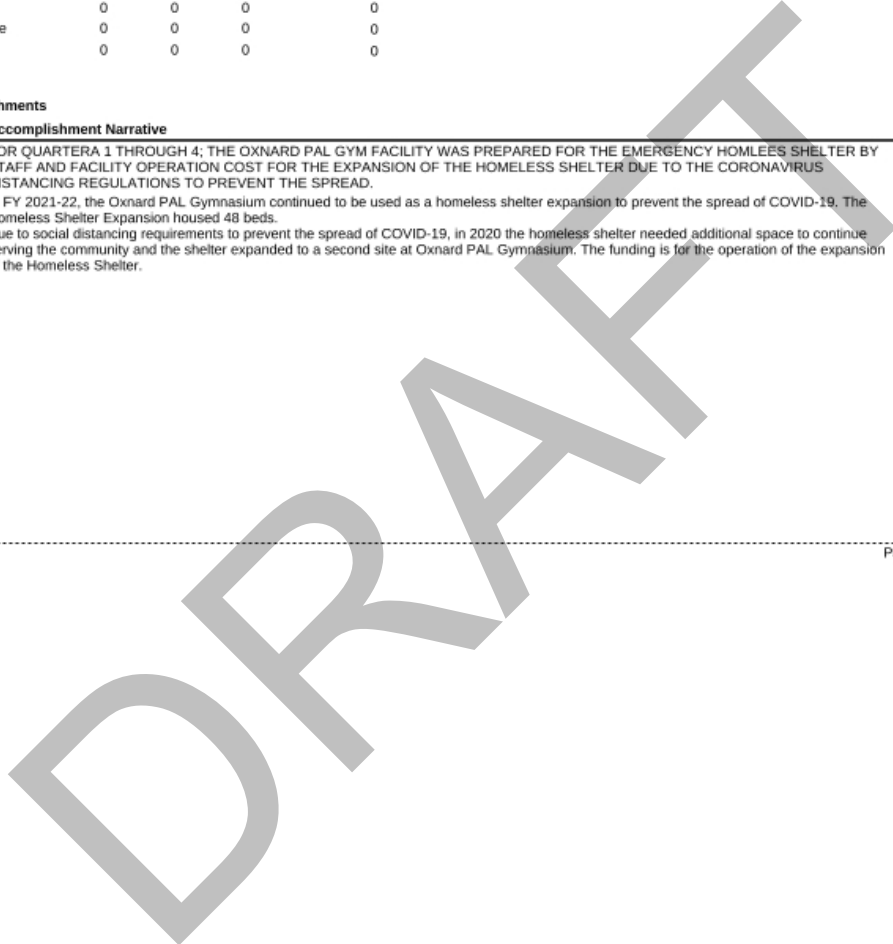 0 0 0 0
e 0 0 0 0
0 0 0 0
nments
ccomplishment Narrative
OR QUARTERA 1 THROUGH 4; THE OXNARD PAL GYM FACILITY WAS PREPARED FOR THE EMERGENCY HOMLEES SHELTER BY
TAFF AND FACILITY OPERATION COST FOR THE EXPANSION OF THE HOMELESS SHELTER DUE TO THE CORONAVIRUS
ISTANCING REGULATIONS TO PREVENT THE SPREAD.
FY 2021-22, the Oxnard PAL Gymnasium continued to be used as a homeless shelter expansion to prevent the spread of COVID-19. The
omeless Shelter Expansion housed 48 beds.
ue to social distancing requirements to prevent the spread of COVID-19, in 2020 the homeless shelter needed additional space to continue
erving the community and the shelter expanded to a second site at Oxnard PAL Gymnasium. The funding is for the operation of the expansion
the Homeless Shelter.
P
DRAFT